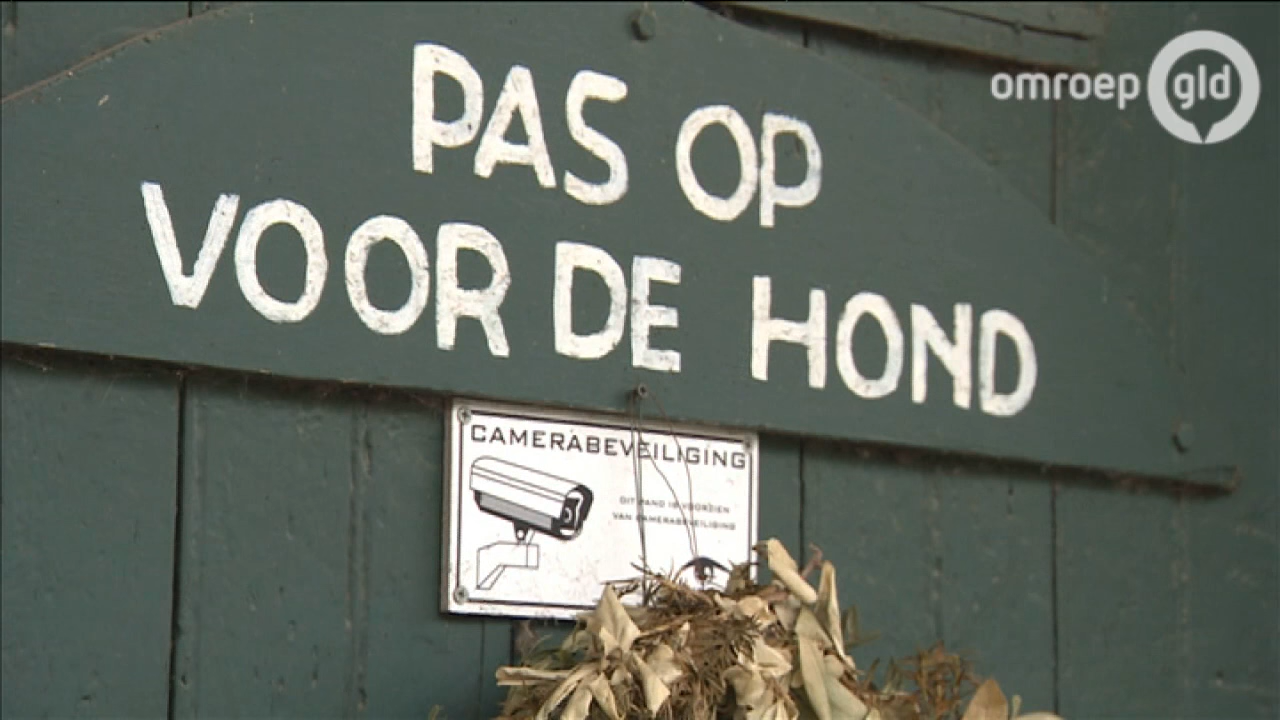 omroep gld
PAS OP
VOOR DE HOND
CAMERABEVEILIGING
DIT PAND IS VOORZIEN
VAN CAMERABEVEILIGING